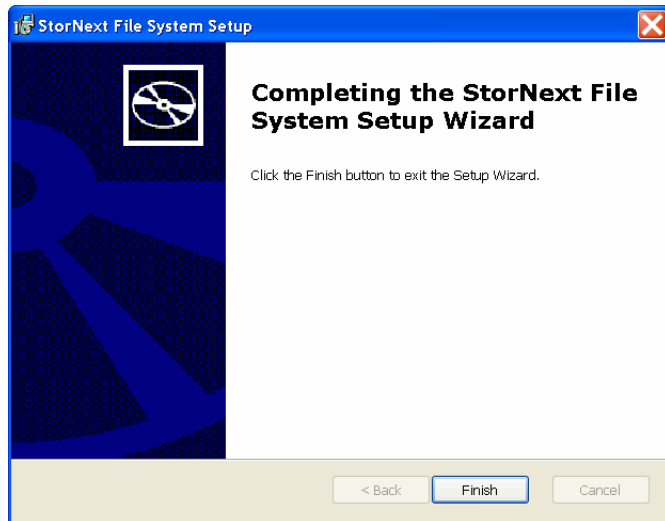 StorNext File System Setup
Completing the StorNext File
System Setup Wizard
Click the Finish button to exit the Setup Wizard.
< Back
Finish
Cancel